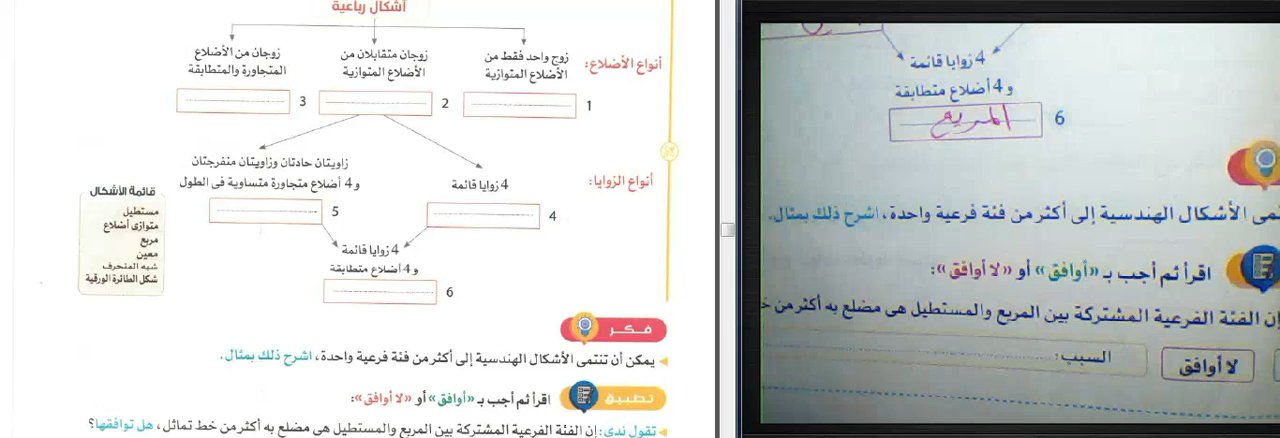 أشكال رباعية
أنواع الأضلاع:
زوج واحد فقط من
الأضلاع المتوازية
1
زوجان متقابلان من
الأضلاع المتوازية
2
زوجان من الأضلاع
المتجاورة والمتطابقة
3
أنواع الزوايا:
4 زوايا قائمة
4
زاويتان حادتان وزاويتان منفرجتان
و 4 أضلاع متجاورة متساوية فى الطول
5
4 زوايا قائمة
و 4 أضلاع متطابقة
6
قائمة الأشكال
مستطيل
متوازى أضلاع
مربع
معين
شبه المنحرف
شكل الطائرة الورقية
فكر
يمكن أن تنتمى الأشكال الهندسية إلى أكثر من فئة فرعية واحدة، اشرح ذلك بمثال.
تطبيق
اقرأ ثم أجب بـ «أوافق» أو «لا أوافق»:
تقول ندى: إن الفئة الفرعية المشتركة بين المربع والمستطيل هى مضلع به أكثر من خط تماثل، هل توافقها؟
4 زوايا قائمة
و 4 أضلاع متطابقة
المربع
6
تمى الأشكال الهندسية إلى أكثر من فئة فرعية واحدة، اشرح ذلك بمثال.
اقرأ ثم أجب بـ «أوافق» أو «لا أوافق»:
إن الفئة الفرعية المشتركة بين المربع والمستطيل هى مضلع به أكثر من خ
لا أوافق
السبب: